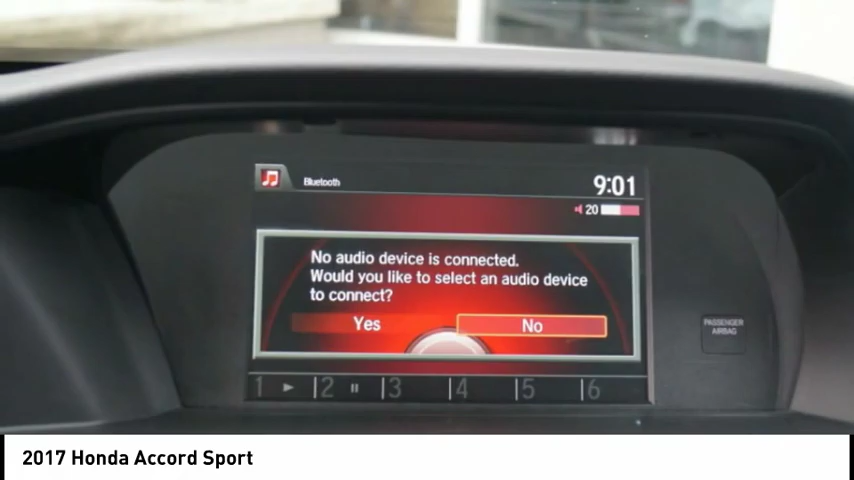 Bluetooth
9:01
20
No audio device is connected.
Would you like to select an audio device
to connect?
Yes No
1 2 3 4 5 6
PASSENGER
AIRBAG
2017 Honda Accord Sport